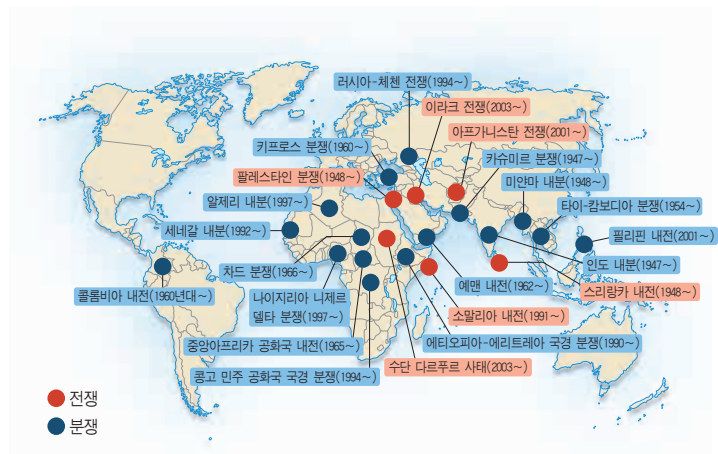 러시아-체첸 전쟁(1994~)
이라크 전쟁(2003~)
아프가니스탄 전쟁(2001~)
키프로스 분쟁(1960~)
카슈미르 분쟁(1947~)
팔레스타인 분쟁(1948~)
미얀마 내분(1948~)
알제리 내분(1997~)
타이-캄보디아 분쟁(1954~)
세네갈 내분(1992~)
필리핀 내전(2001~)
차드 분쟁(1966~)
인도 내분(1947~)
콜롬비아 내전(1960년대~)
나이지리아 니제르
델타 분쟁(1997~)
예멘 내전(1962~)
스리랑카 내전(1948~)
소말리아 내전(1991~)
중앙아프리카 공화국 내전(1965~)
에티오피아-에리트레아 국경 분쟁(1990~)
콩고 민주 공화국 국경 분쟁(1994~)
수단 다르푸르 사태(2003~)
전쟁
분쟁